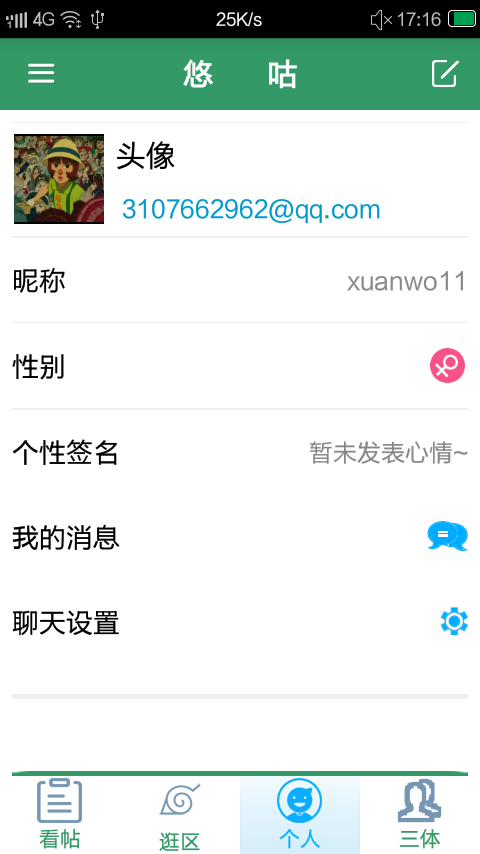 4G 25K/s 17:16
悠 咕
头像
3107662962@qq.com
昵称 xuanwo11
性别
个性签名 暂未发表心情~
我的消息
聊天设置
看帖 逛区 个人 三体